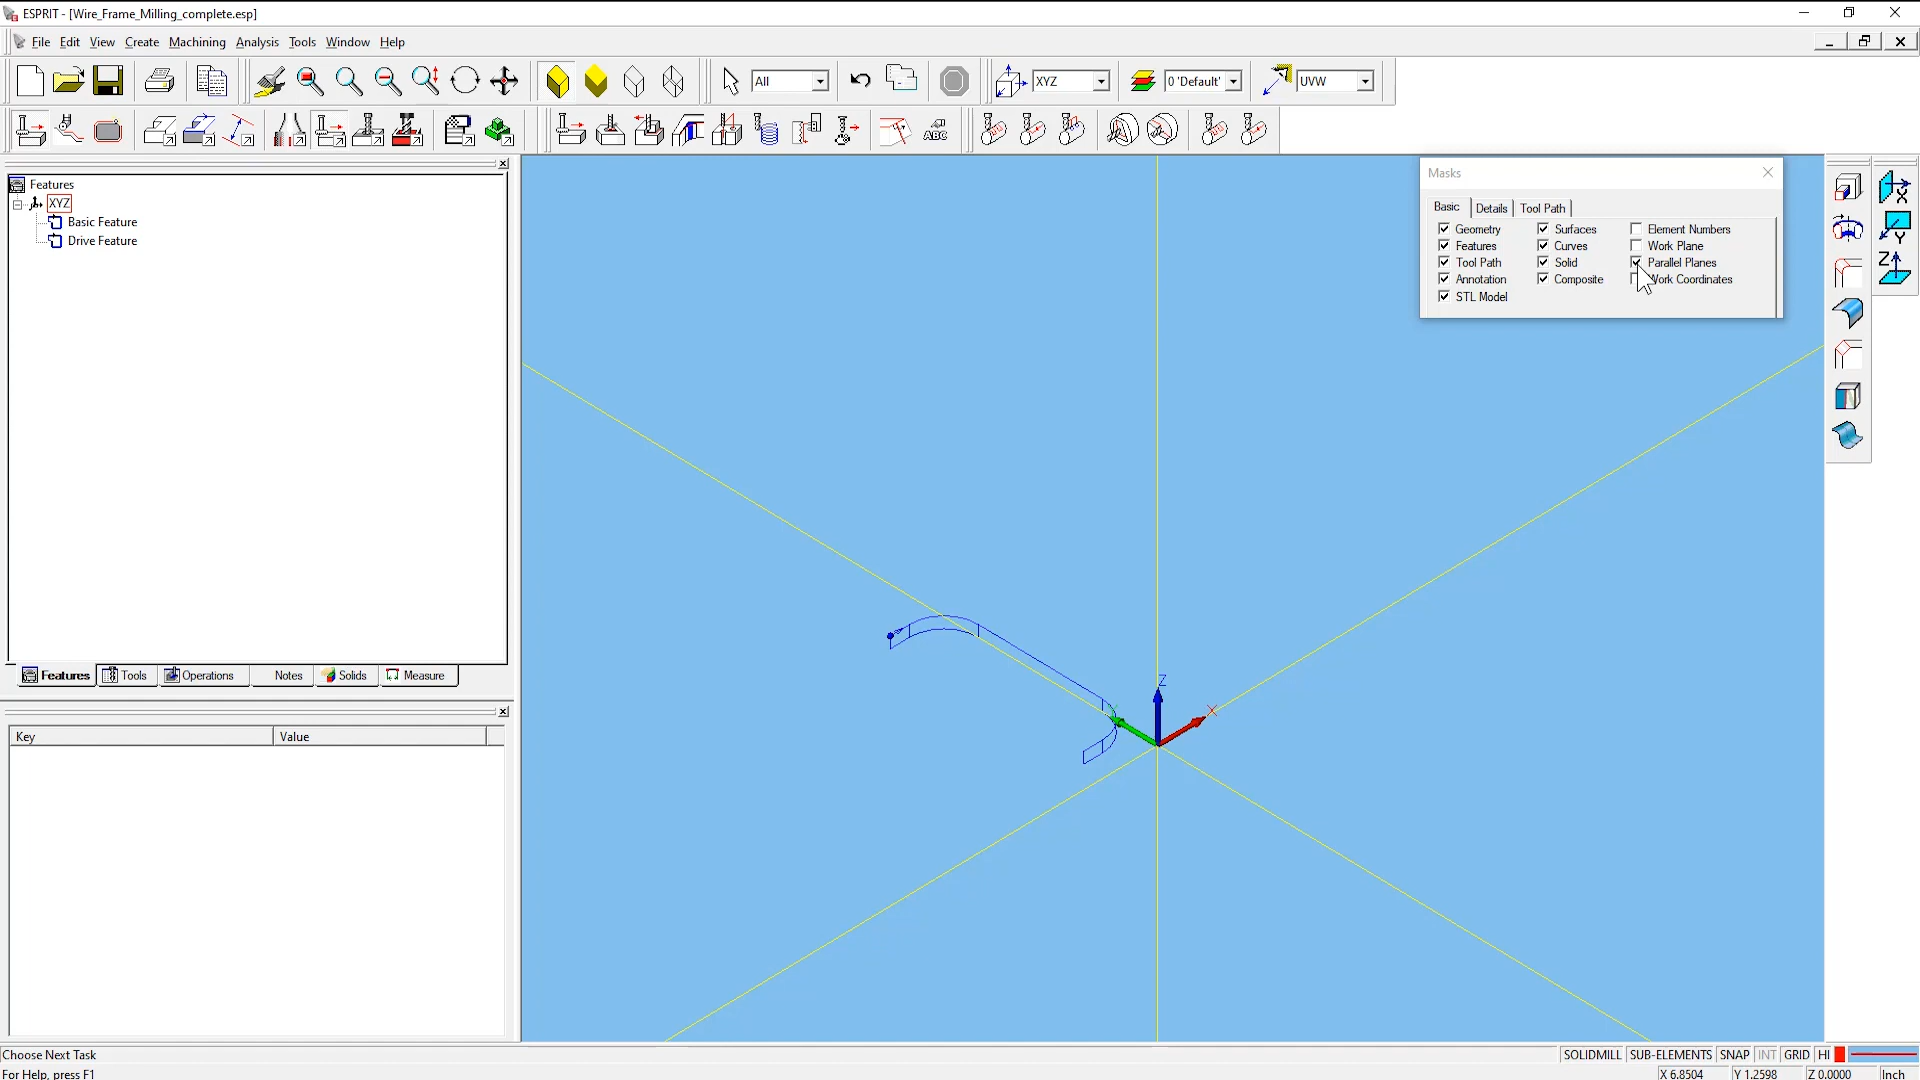 ESPRIT - [Wire_Frame_Milling_complete.esp]
File Edit View Create Machining Analysis Tools Window Help
All
XYZ
0 'Default'
UVW
ABC
Features
XYZ
Basic Feature
Drive Feature
Features Tools Operations Notes Solids Measure
Key Value
Masks
Basic Details Tool Path
Geometry Surfaces Element Numbers
Features Curves Work Plane
Tool Path Solid Parallel Planes
Annotation Composite Work Coordinates
STL Model
X
Y
Z
Z
X
Choose Next Task
SOLIDMILL SUB-ELEMENTS SNAP INT GRID HI
For Help, press F1
X 6.8504 Y 1.2598 Z 0.0000 Inch